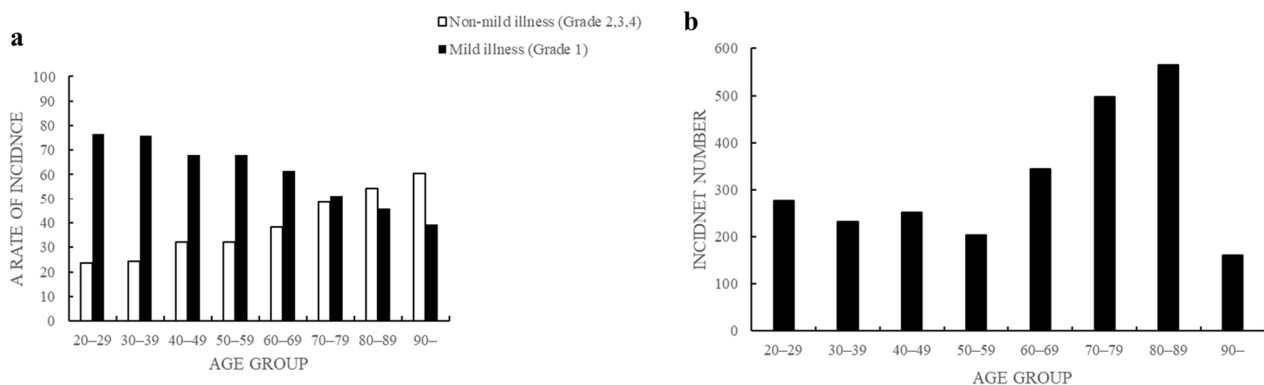 a
Non-mild illness (Grade 2,3,4)
Mild illness (Grade 1)
A RATE OF INCIDNCE
100
90
80
70
60
50
40
30
20
10
0
20–29 30–39 40–49 50–59 60–69 70–79 80–89 90–
AGE GROUP
b
INCIDNET NUMBER
600
500
400
300
200
100
0
20–29 30–39 40–49 50–59 60–69 70–79 80–89 90–
AGE GROUP